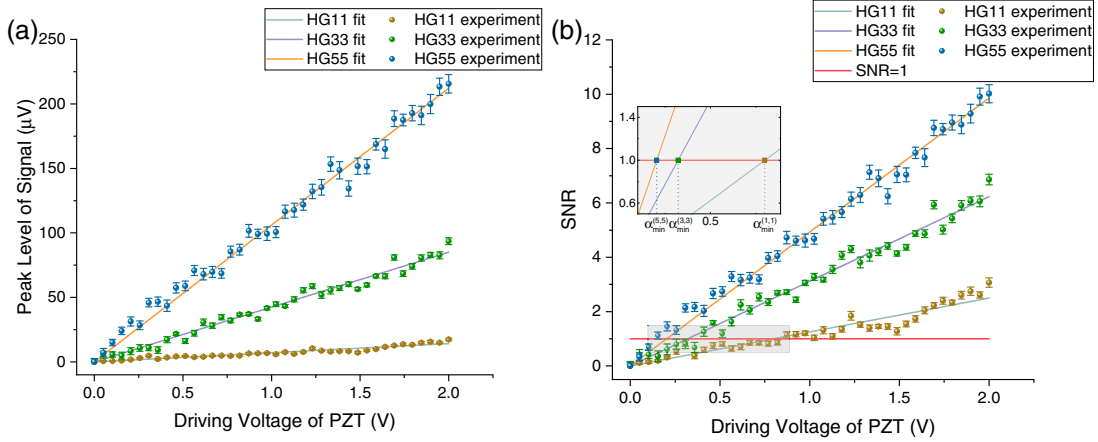 (a)
HG11 fit HG11 experiment
HG33 fit HG33 experiment
HG55 fit HG55 experiment
Peak Level of Signal (μV)
250
200
150
100
50
0
0.0 0.5 1.0 1.5 2.0
Driving Voltage of PZT (V)
(b)
HG11 fit HG11 experiment
HG33 fit HG33 experiment
HG55 fit HG55 experiment
SNR=1
SNR
12
10
8
6
4
2
0
1.4
1.0
0.6
α(5,5)min α(3,3)min 0.5 α(1,1)min
0.0 0.5 1.0 1.5 2.0
Driving Voltage of PZT (V)